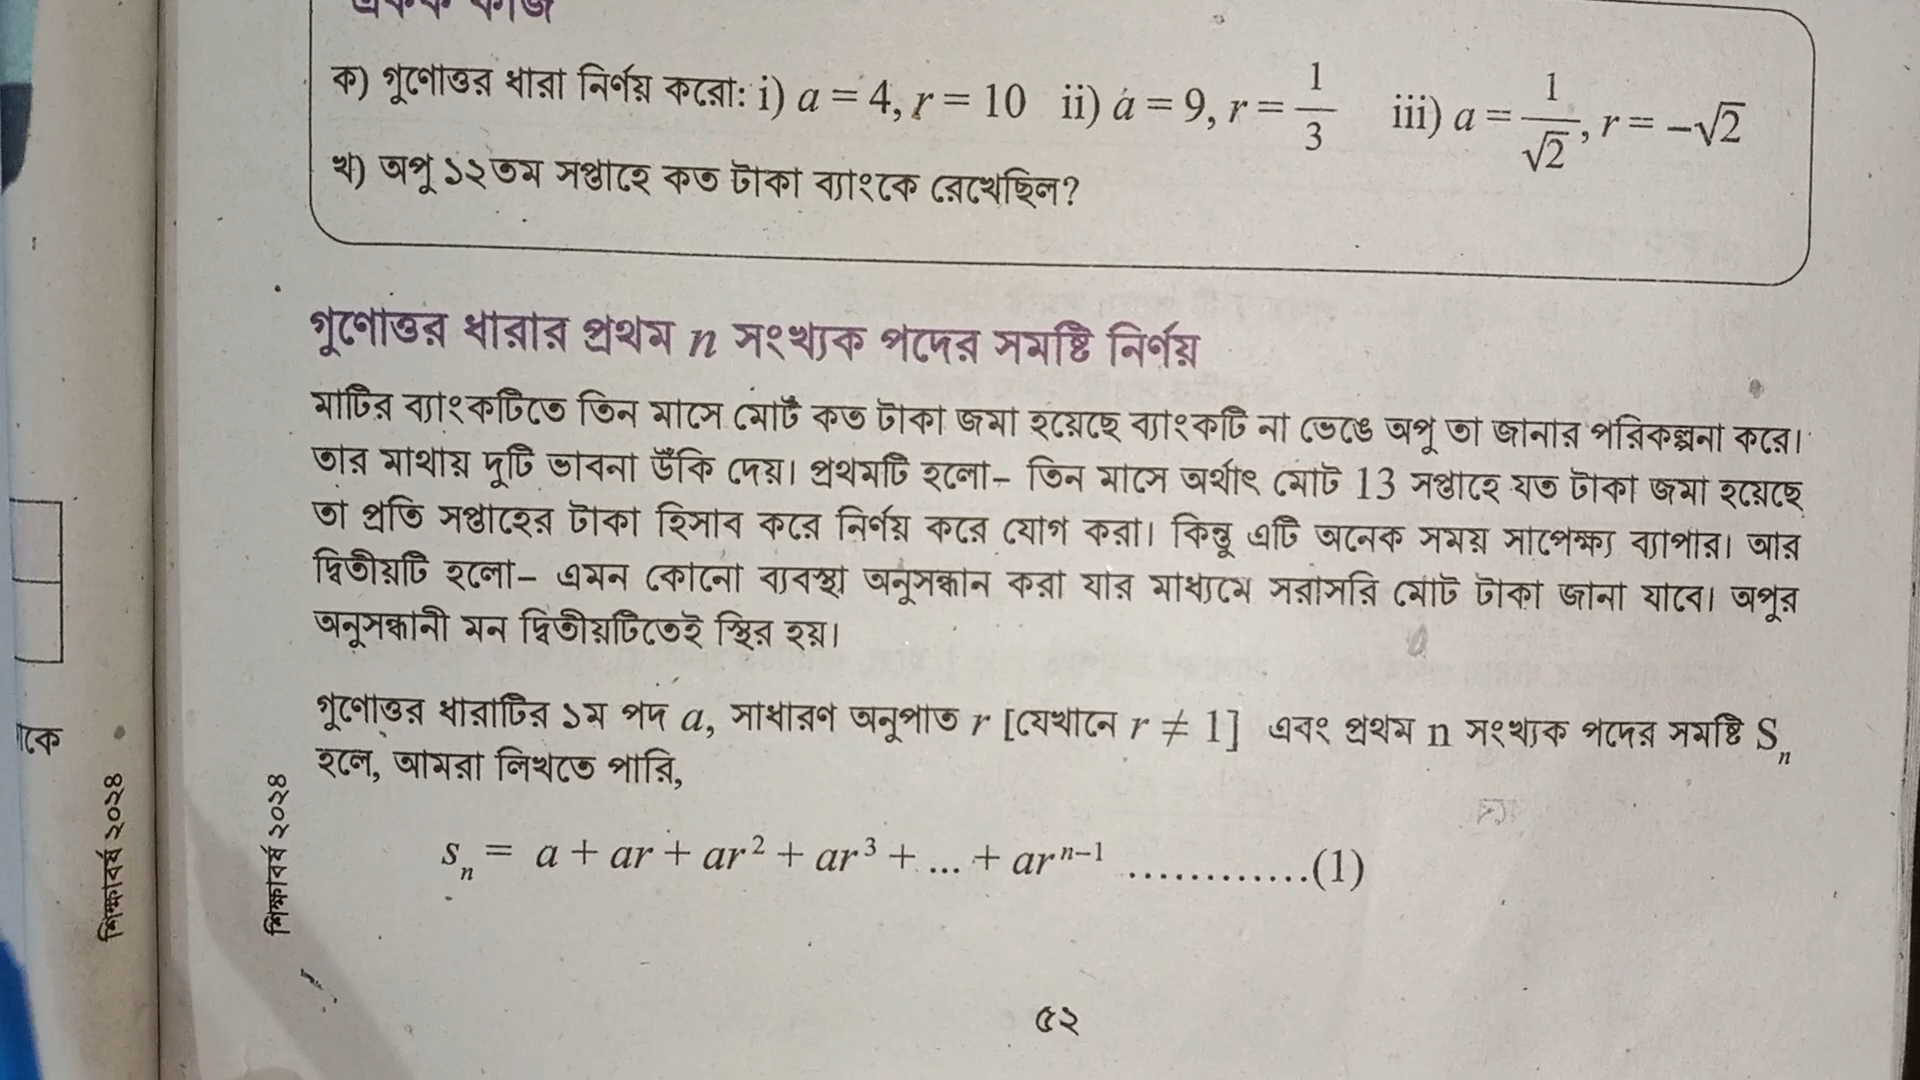 একক কাজ
ক) গুণোত্তর ধারা নির্ণয় করো: i) a = 4, r = 10 ii) a = 9, r = 1/3 iii) a = 1/√2, r = –√2
খ) অপু ১২তম সপ্তাহে কত টাকা ব্যাংকে রেখেছিল?
গুণোত্তর ধারার প্রথম n সংখ্যক পদের সমষ্টি নির্ণয়
মাটির ব্যাংকটিতে তিন মাসে মোট কত টাকা জমা হয়েছে ব্যাংকটি না ভেঙে অপু তা জানার পরিকল্পনা করে।
তার মাথায় দুটি ভাবনা উঁকি দেয়। প্রথমটি হলো– তিন মাসে অর্থাৎ মোট 13 সপ্তাহে যত টাকা জমা হয়েছে
তা প্রতি সপ্তাহের টাকা হিসাব করে নির্ণয় করে যোগ করা। কিন্তু এটি অনেক সময় সাপেক্ষ্য ব্যাপার। আর
দ্বিতীয়টি হলো– এমন কোনো ব্যবস্থা অনুসন্ধান করা যার মাধ্যমে সরাসরি মোট টাকা জানা যাবে। অপুর
অনুসন্ধানী মন দ্বিতীয়টিতেই স্থির হয়।
গুণোত্তর ধারাটির ১ম পদ a, সাধারণ অনুপাত r [যেখানে r ≠ 1] এবং প্রথম n সংখ্যক পদের সমষ্টি Sₙ
হলে, আমরা লিখতে পারি,
sₙ = a + ar + ar² + ar³ + ... + arⁿ⁻¹ ............(1)
৫২
শিক্ষাবর্ষ ২০২৪
শিক্ষাবর্ষ ২০২৪